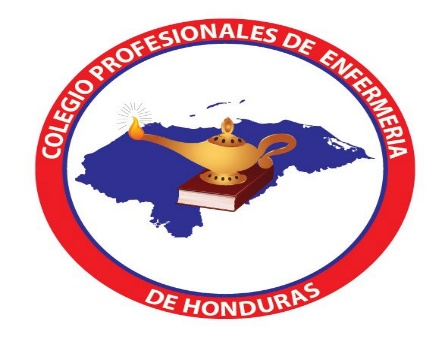 COLEGIO PROFESIONALES DE ENFERMERIA
DE HONDURAS